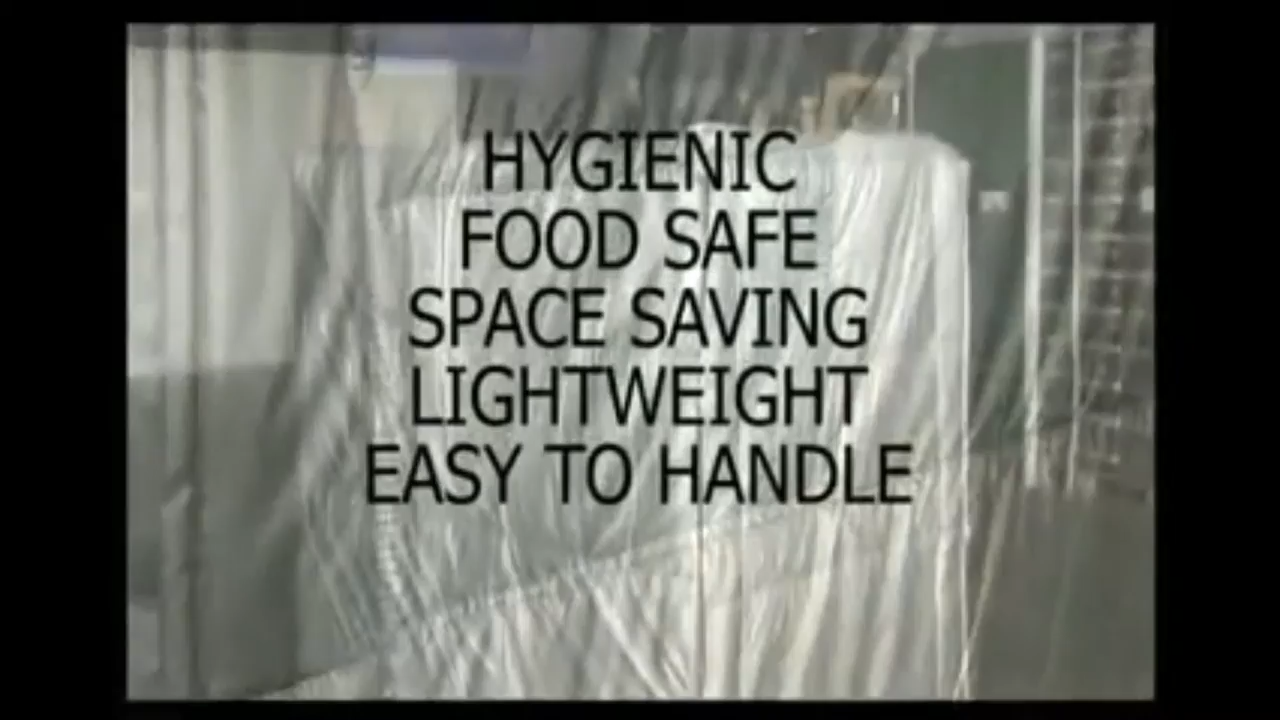 HYGIENIC
FOOD SAFE
SPACE SAVING
LIGHTWEIGHT
EASY TO HANDLE